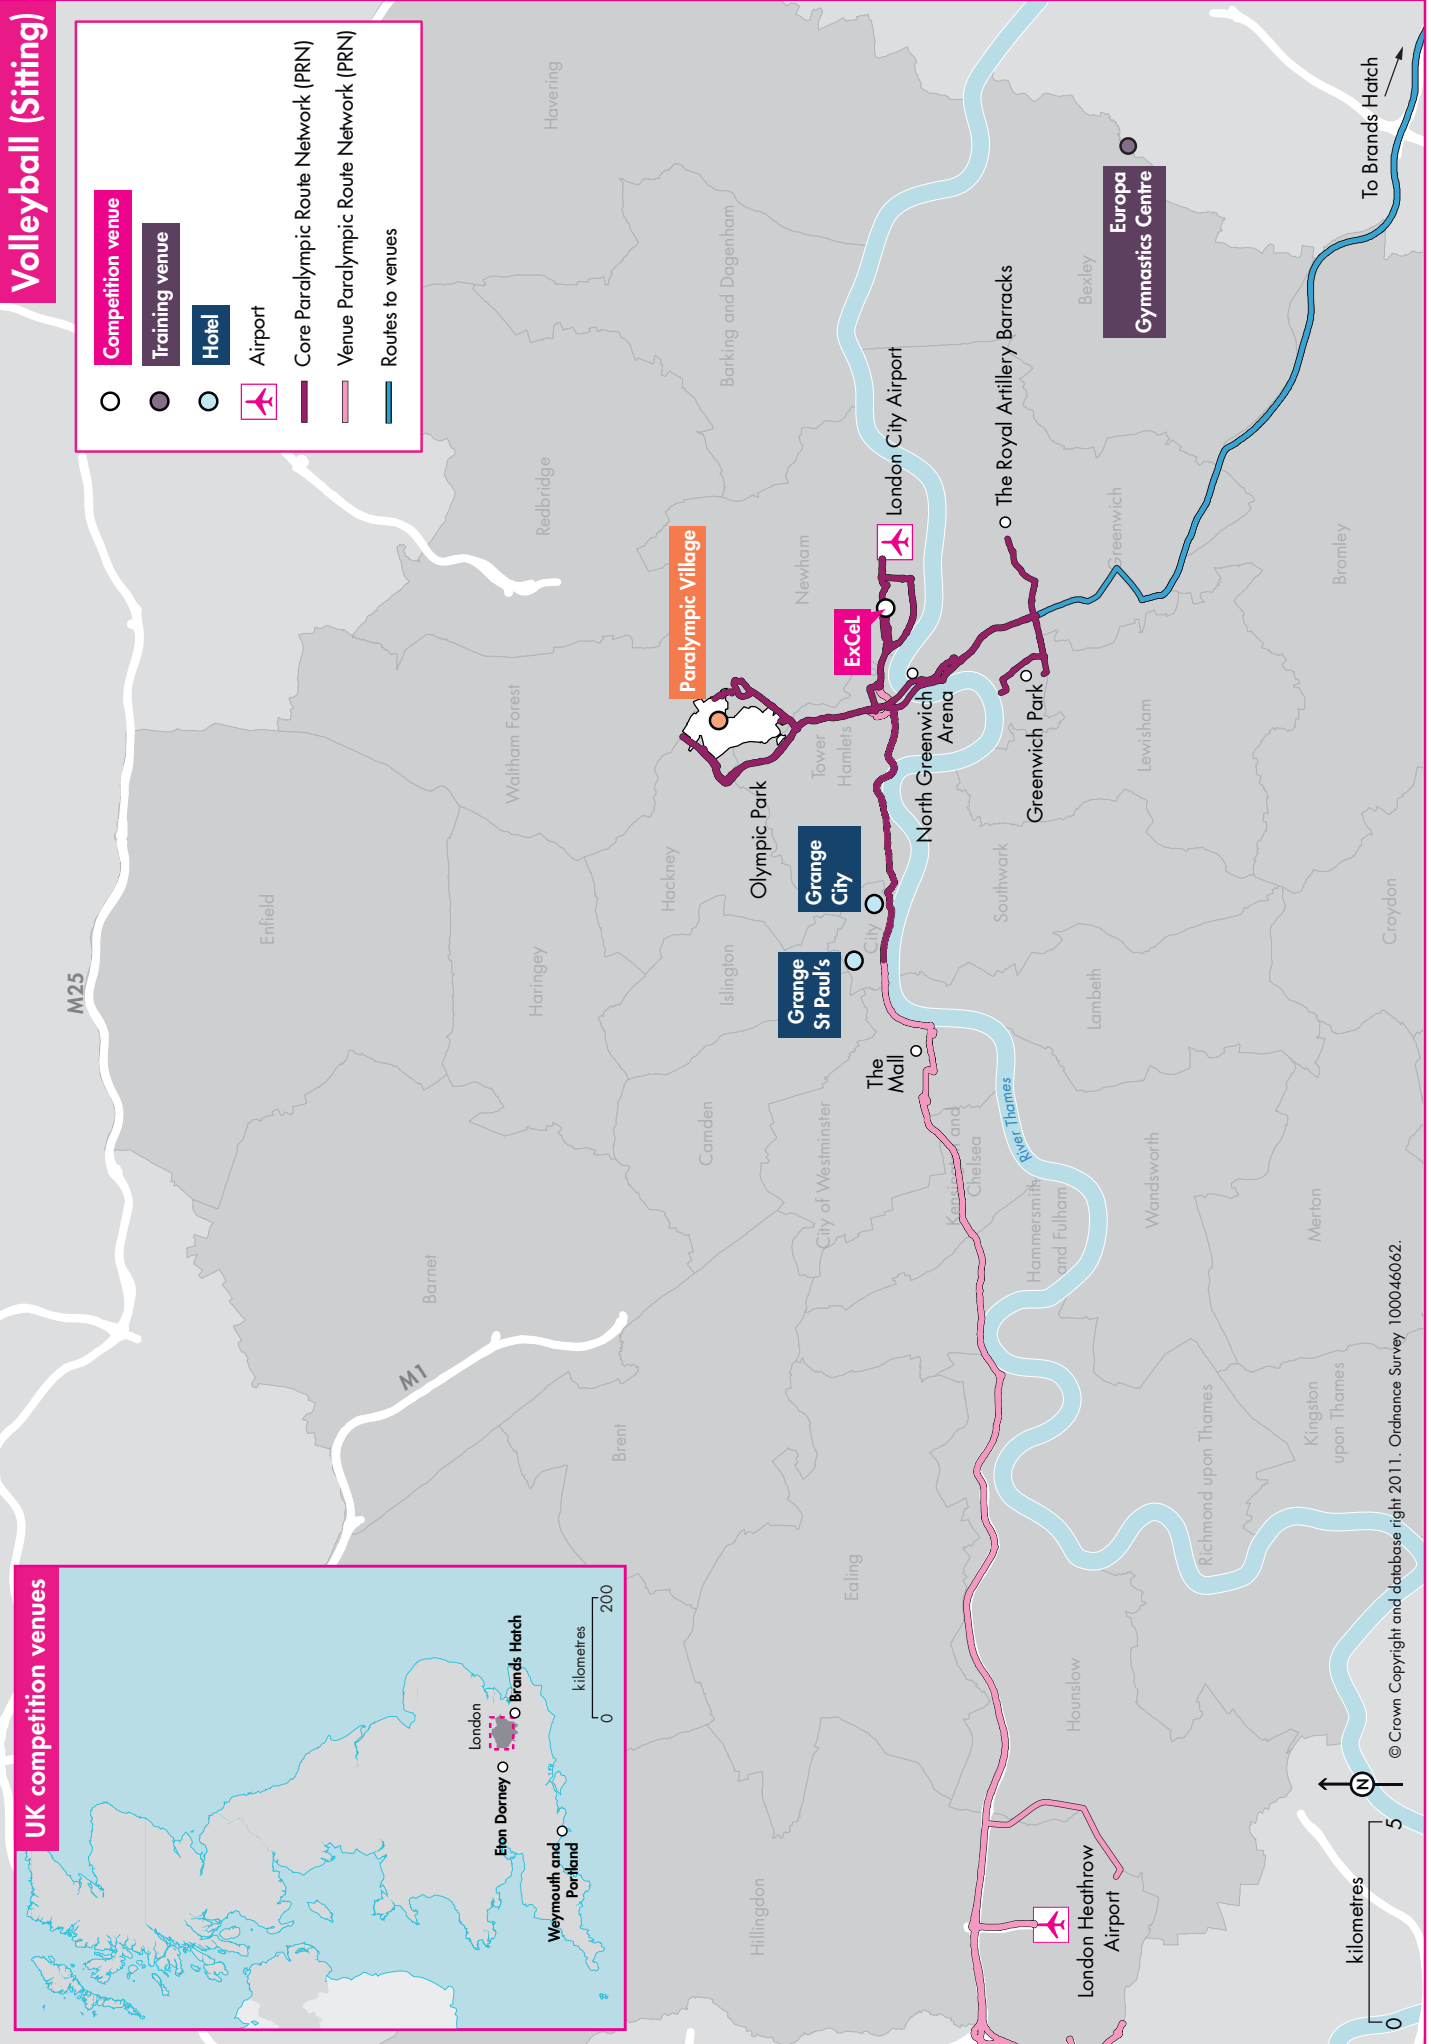 Volleyball (Sitting)
UK competition venues
London
Eton Dorney
Brands Hatch
Weymouth and
Portland
kilometres
0
200
Competition venue
Training venue
Hotel
Airport
Core Paralympic Route Network (PRN)
Venue Paralympic Route Network (PRN)
Routes to venues
M25
M1
Enfield
Barnet
Haringey
Waltham Forest
Redbridge
Havering
Brent
Camden
Islington
Hackney
Barking and Dagenham
Newham
Tower
Hamlets
City
City of Westminster
Kensington and
Chelsea
Hammersmith
and Fulham
Ealing
Hillingdon
Hounslow
Richmond upon Thames
Kingston
upon Thames
Wandsworth
Merton
Lambeth
Southwark
Croydon
Lewisham
Greenwich
Bromley
Bexley
Paralympic Village
Olympic Park
Grange
St Paul's
Grange
City
ExCeL
London City Airport
The
Mall
North Greenwich
Arena
Greenwich Park
The Royal Artillery Barracks
Europa
Gymnastics Centre
To Brands Hatch
River Thames
London Heathrow
Airport
kilometres
0
5
N
© Crown Copyright and database right 2011. Ordnance Survey 100046062.